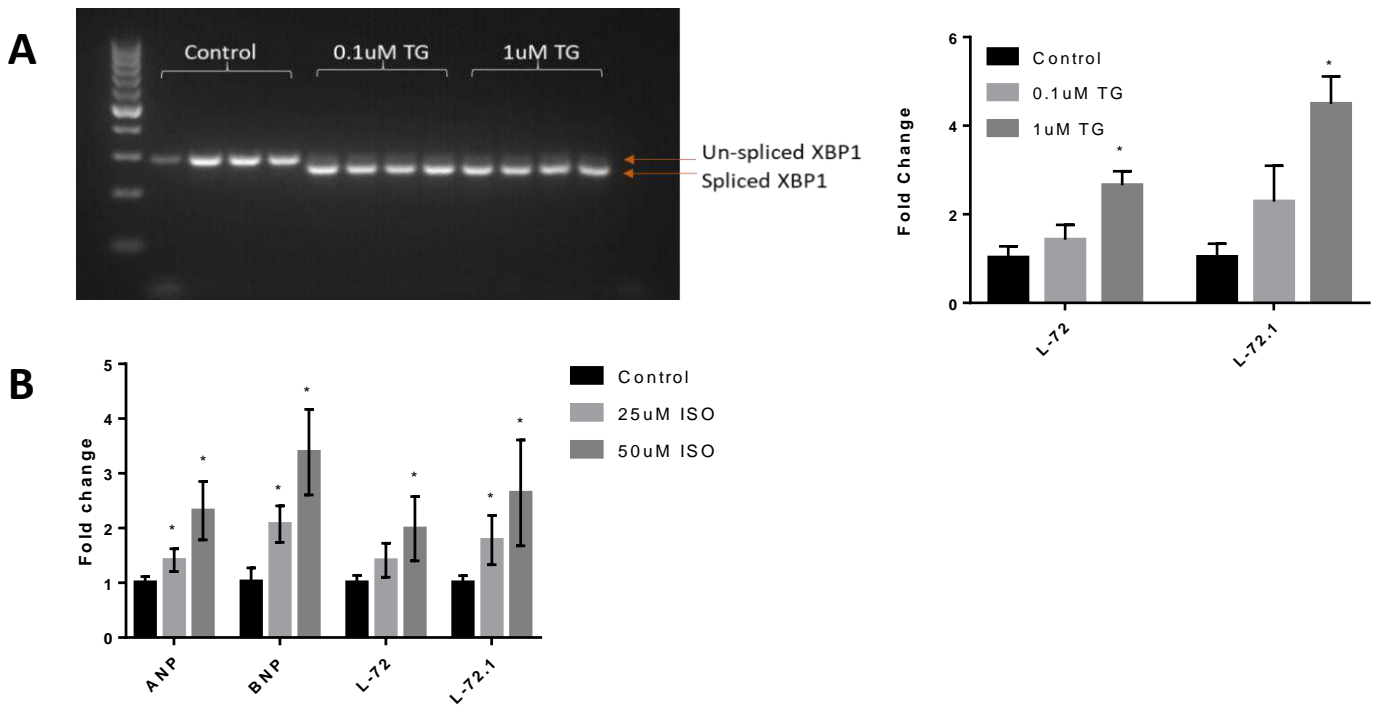 A
Control
0.1uM TG
1uM TG
Un-spliced XBP1
Spliced XBP1
Fold Change
6
4
2
0
Control
0.1uM TG
1uM TG
*
*
L-72
L-72.1
B
Fold change
5
4
3
2
1
0
*
*
*
*
*
*
*
ANP
BNP
L-72
L-72.1
Control
25uM ISO
50uM ISO